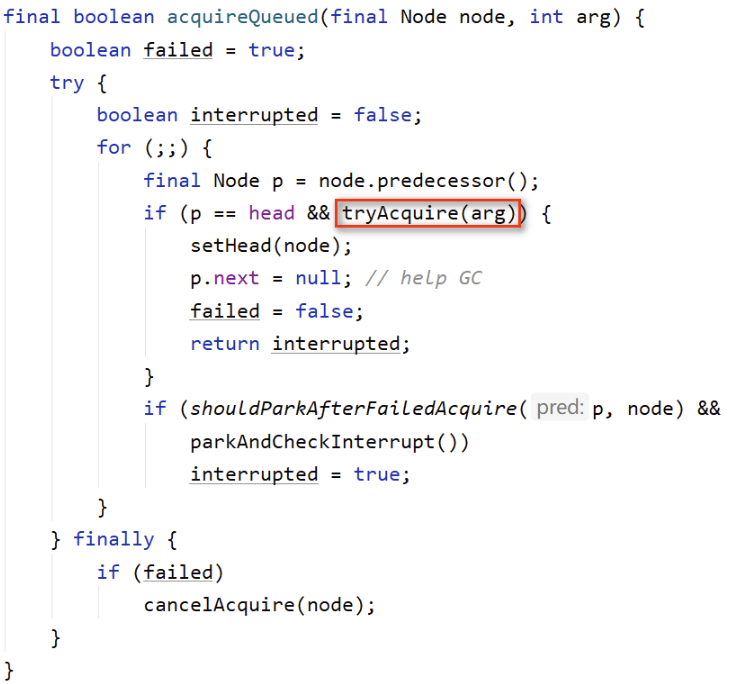 final boolean acquireQueued(final Node node, int arg) {
    boolean failed = true;
    try {
        boolean interrupted = false;
        for (;;) {
            final Node p = node.predecessor();
            if (p == head && tryAcquire(arg)) {
                setHead(node);
                p.next = null; // help GC
                failed = false;
                return interrupted;
            }
            if (shouldParkAfterFailedAcquire( pred: p, node) &&
                parkAndCheckInterrupt())
                interrupted = true;
        }
    } finally {
        if (failed)
            cancelAcquire(node);
    }
}